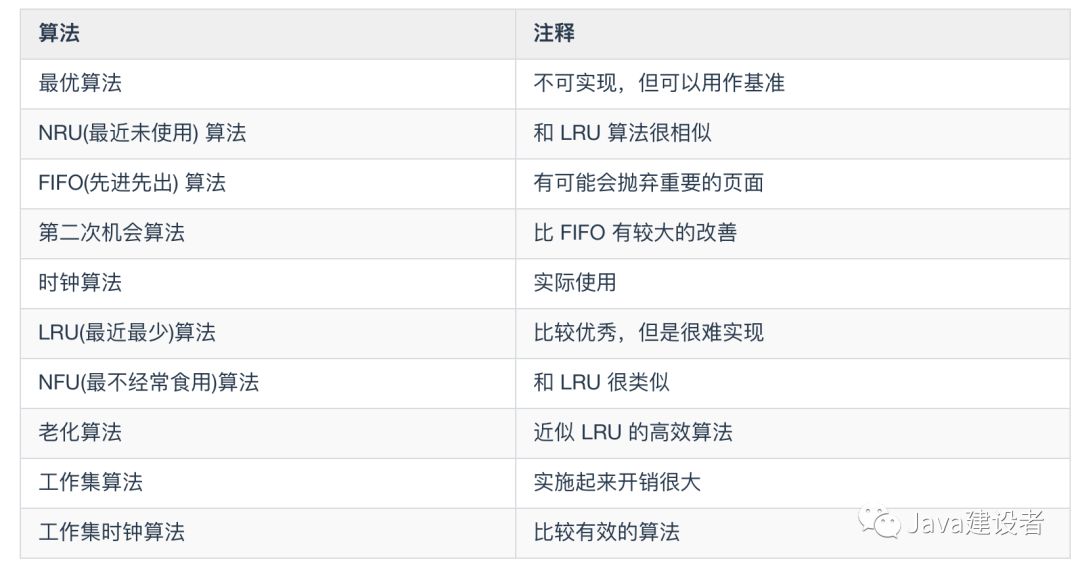 算法 注释
最优算法 不可实现，但可以用作基准
NRU(最近未使用) 算法 和 LRU 算法很相似
FIFO(先进先出) 算法 有可能会抛弃重要的页面
第二次机会算法 比 FIFO 有较大的改善
时钟算法 实际使用
LRU(最近最少)算法 比较优秀，但是很难实现
NFU(最不经常食用)算法 和 LRU 很类似
老化算法 近似 LRU 的高效算法
工作集算法 实施起来开销很大
工作集时钟算法 比较有效的算法
Java建设者